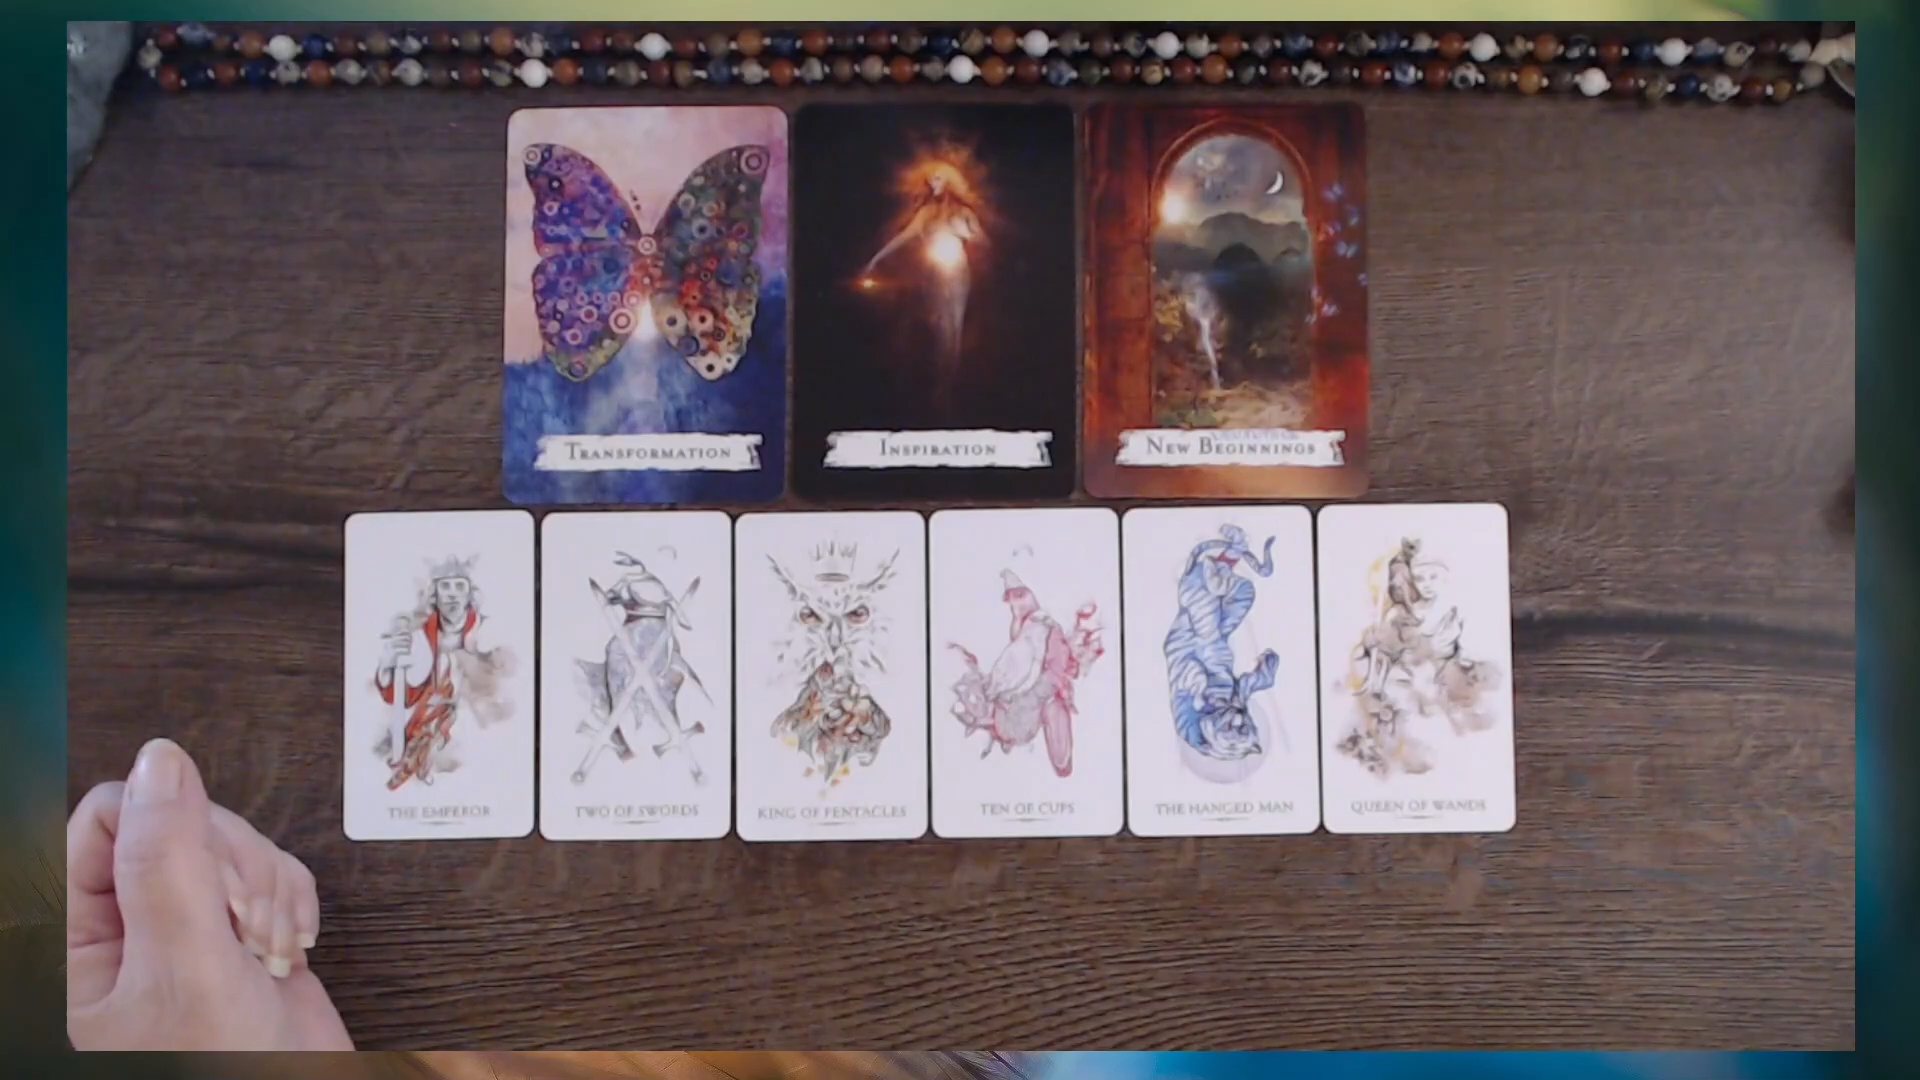 TRANSFORMATION
INSPIRATION
NEW BEGINNINGS
THE EMPEROR
TWO OF SWORDS
KING OF PENTACLES
TEN OF CUPS
THE HANGED MAN
QUEEN OF WANDS